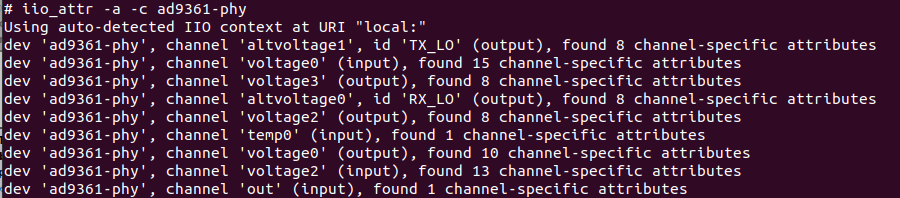 # iio_attr -a -c ad9361-phy
Using auto-detected IIO context at URI "local:"
dev 'ad9361-phy', channel 'altvoltage1', id 'TX_LO' (output), found 8 channel-specific attributes
dev 'ad9361-phy', channel 'voltage0' (input), found 15 channel-specific attributes
dev 'ad9361-phy', channel 'voltage3' (output), found 8 channel-specific attributes
dev 'ad9361-phy', channel 'altvoltage0', id 'RX_LO' (output), found 8 channel-specific attributes
dev 'ad9361-phy', channel 'voltage2' (output), found 8 channel-specific attributes
dev 'ad9361-phy', channel 'temp0' (input), found 1 channel-specific attributes
dev 'ad9361-phy', channel 'voltage0' (output), found 10 channel-specific attributes
dev 'ad9361-phy', channel 'voltage2' (input), found 13 channel-specific attributes
dev 'ad9361-phy', channel 'out' (input), found 1 channel-specific attributes